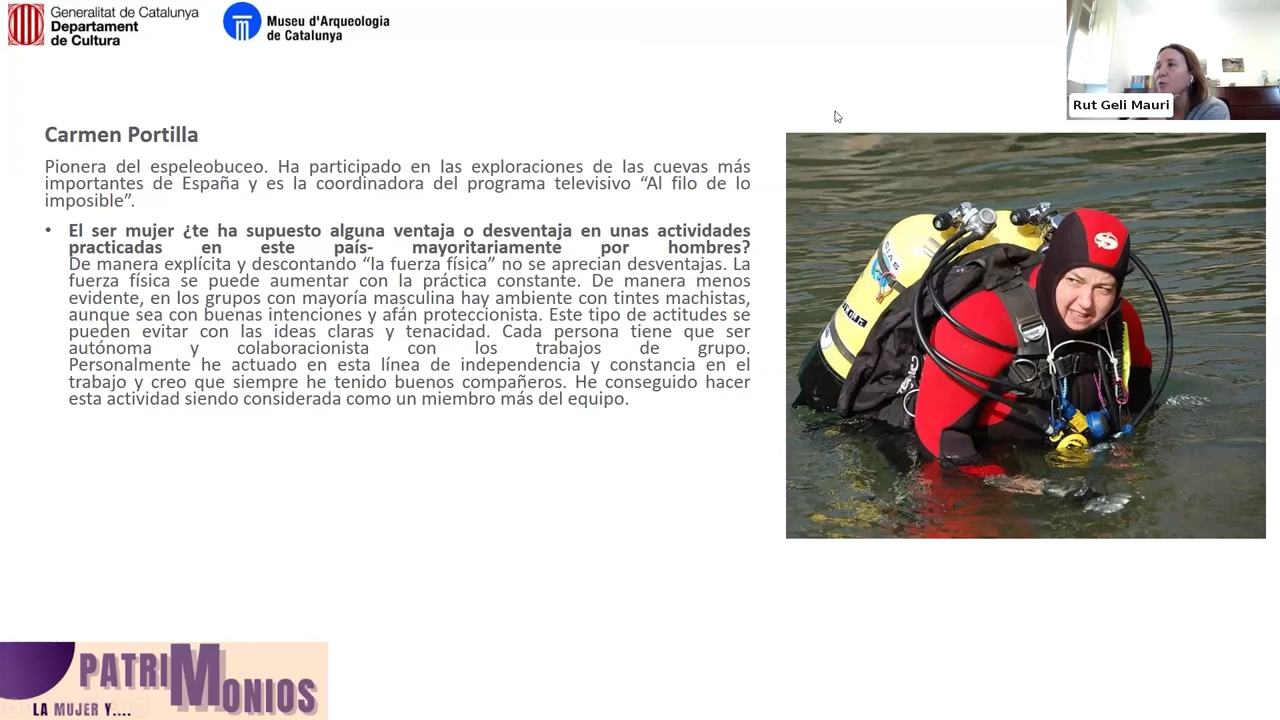 Generalitat de Catalunya
Departament
de Cultura
Museu d'Arqueologia
de Catalunya
Rut Geli Mauri
Carmen Portilla
Pionera del espeleobuceo. Ha participado en las exploraciones de las cuevas más
importantes de España y es la coordinadora del programa televisivo “Al filo de lo
imposible”.
• El ser mujer ¿te ha supuesto alguna ventaja o desventaja en unas actividades
practicadas en este país- mayoritariamente por hombres?
De manera explícita y descontando “la fuerza física” no se aprecian desventajas. La
fuerza física se puede aumentar con la práctica constante. De manera menos
evidente, en los grupos con mayoría masculina hay ambiente con tintes machistas,
aunque sea con buenas intenciones y afán proteccionista. Este tipo de actitudes se
pueden evitar con las ideas claras y tenacidad. Cada persona tiene que ser
autónoma y colaboracionista con los trabajos de grupo.
Personalmente he actuado en esta línea de independencia y constancia en el
trabajo y creo que siempre he tenido buenos compañeros. He conseguido hacer
esta actividad siendo considerada como un miembro más del equipo.
PATRIMONIOS
LA MUJER Y....